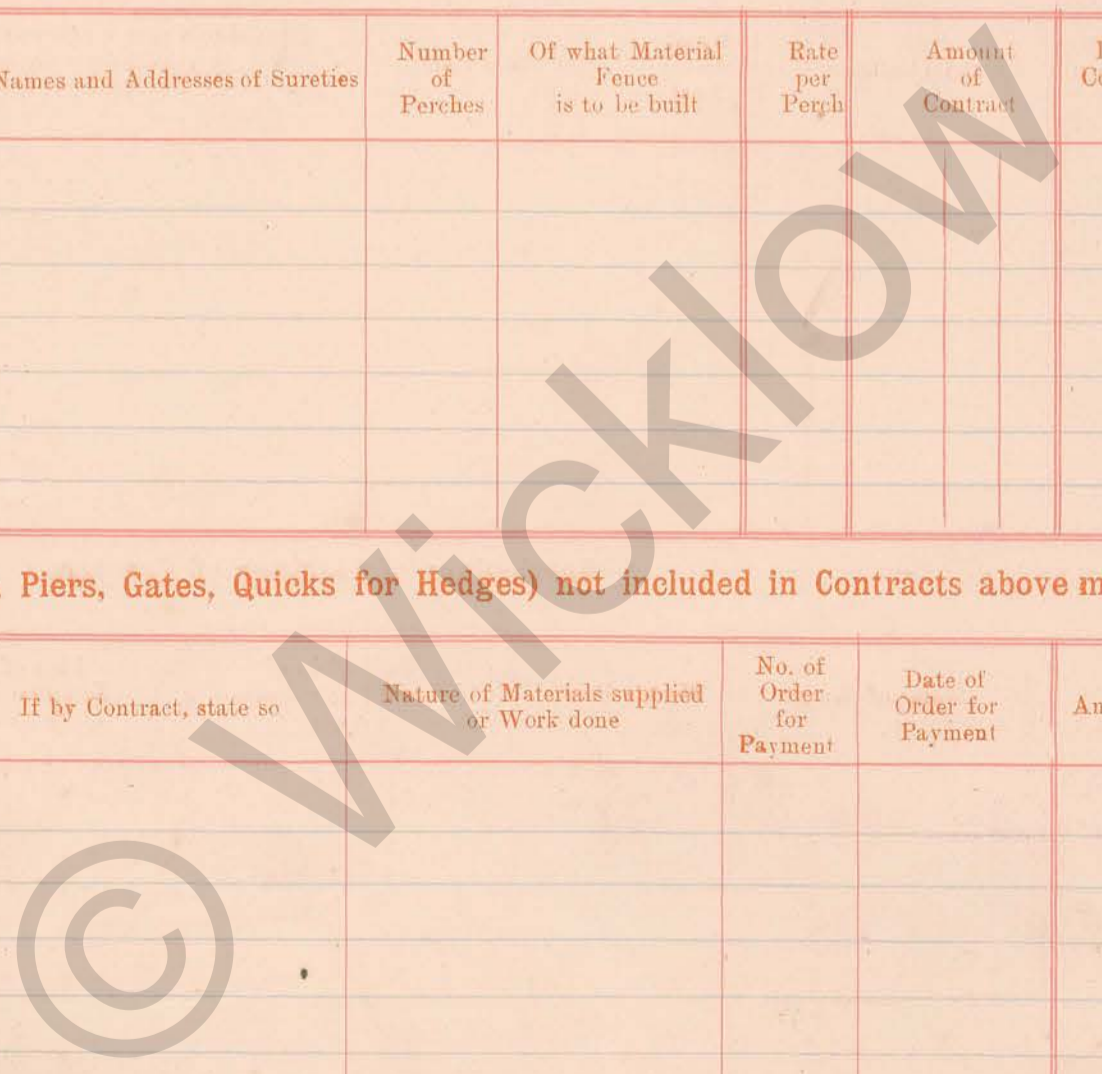 Names and Addresses of Sureties
Number
of
Perches
Of what Material
Fence
is to be built
Rate
per
Perch
Amount
of
Contract
Piers, Gates, Quicks for Hedges) not included in Contracts above
If by Contract, state so
Nature of Materials supplied
or Work done
No. of
Order
for
Payment
Date of
Order for
Payment
© Wicklow